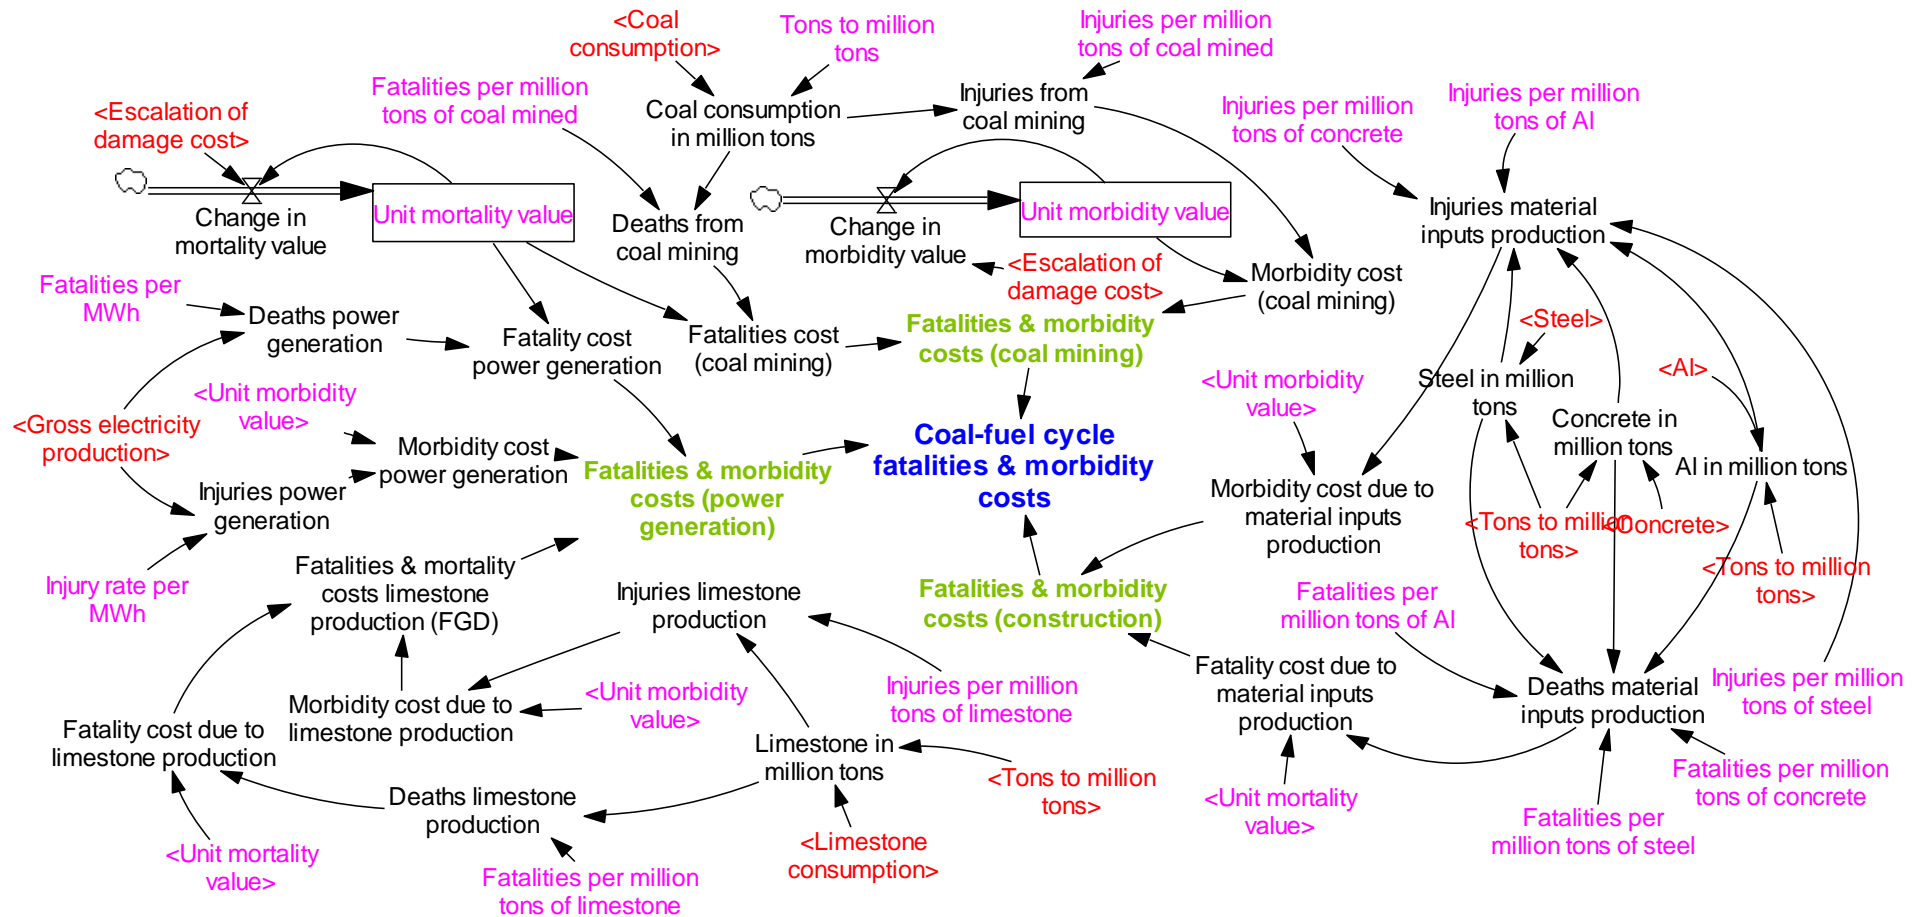 <Coal
consumption>
Tons to million
tons
Injuries per million
tons of coal mined
Fatalities per million
tons of coal mined
<Escalation of
damage cost>
Coal consumption
in million tons
Injuries from
coal mining
Injuries per million
tons of concrete
Injuries per million
tons of Al
Unit mortality value
Change in
mortality value
Deaths from
coal mining
Unit morbidity value
Change in
morbidity value
<Escalation of
damage cost>
Morbidity cost
(coal mining)
Injuries material
inputs production
Fatalities per
MWh
Deaths power
generation
Fatality cost
power generation
Fatalities cost
(coal mining)
Fatalities & morbidity
costs (coal mining)
<Steel>
<Unit morbidity
value>
<Unit morbidity
value>
Steel in million
tons
<Al>
<Gross electricity
production>
Morbidity cost
power generation
Fatalities & morbidity
costs (power
generation)
Coal-fuel cycle
fatalities & morbidity
costs
Concrete in
million tons
Al in million tons
Injuries power
generation
Morbidity cost due to
material inputs
production
<Tons to million
tons>
<Concrete>
<Tons to million
tons>
Injury rate per
MWh
Fatalities & mortality
costs limestone
production (FGD)
Injuries limestone
production
Fatalities & morbidity
costs (construction)
Fatalities per
million tons of Al
Fatality cost due to
material inputs
production
Deaths material
inputs production
Injuries per million
tons of steel
Morbidity cost due to
limestone production
<Unit morbidity
value>
Injuries per million
tons of limestone
Fatality cost due to
limestone production
Limestone in
million tons
<Tons to million
tons>
<Unit mortality
value>
Fatalities per million
tons of concrete
Deaths limestone
production
Fatalities per
million tons of steel
<Unit mortality
value>
<Limestone
consumption>
Fatalities per million
tons of limestone